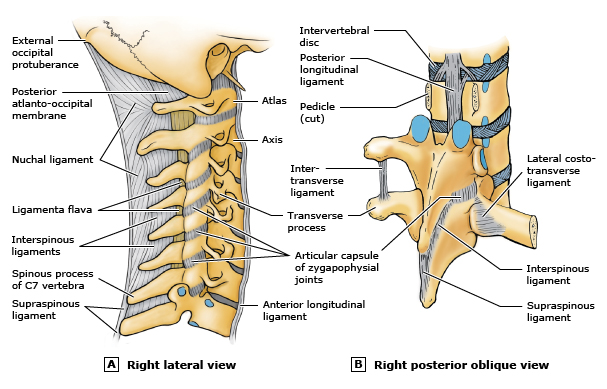 External
occipital
protuberance
Posterior
atlanto-occipital
membrane
Nuchal ligament
Ligamenta flava
Interspinous
ligaments
Spinous process
of C7 vertebra
Supraspinous
ligament
Atlas
Axis
Anterior longitudinal
ligament
Intervertebral
disc
Posterior
longitudinal
ligament
Pedicle
(cut)
Inter-
transverse
ligament
Transverse
process
Articular capsule
of zygapophysial
joints
Lateral costo-
transverse
ligament
Interspinous
ligament
Supraspinous
ligament
A Right lateral view
B Right posterior oblique view